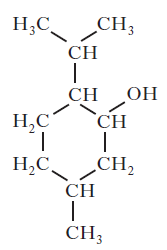 H₃C CH₃
CH
CH OH
H₂C CH
H₂C CH₂
CH
CH₃